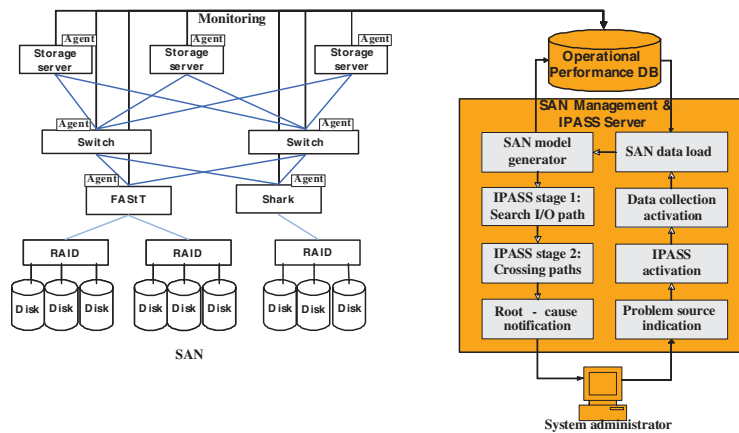 Monitoring
Agent
Storage
server
Agent
Storage
server
Agent
Storage
server
Agent
Switch
Agent
Switch
Agent
FAStT
Agent
Shark
RAID
RAID
RAID
Disk
Disk
Disk
Disk
Disk
Disk
Disk
Disk
Disk
SAN
Operational
Performance DB
SAN Management &
IPASS Server
SAN model
generator
SAN data load
IPASS stage 1:
Search I/O path
Data collection
activation
IPASS stage 2:
Crossing paths
IPASS
activation
Root - cause
notification
Problem source
indication
System administrator